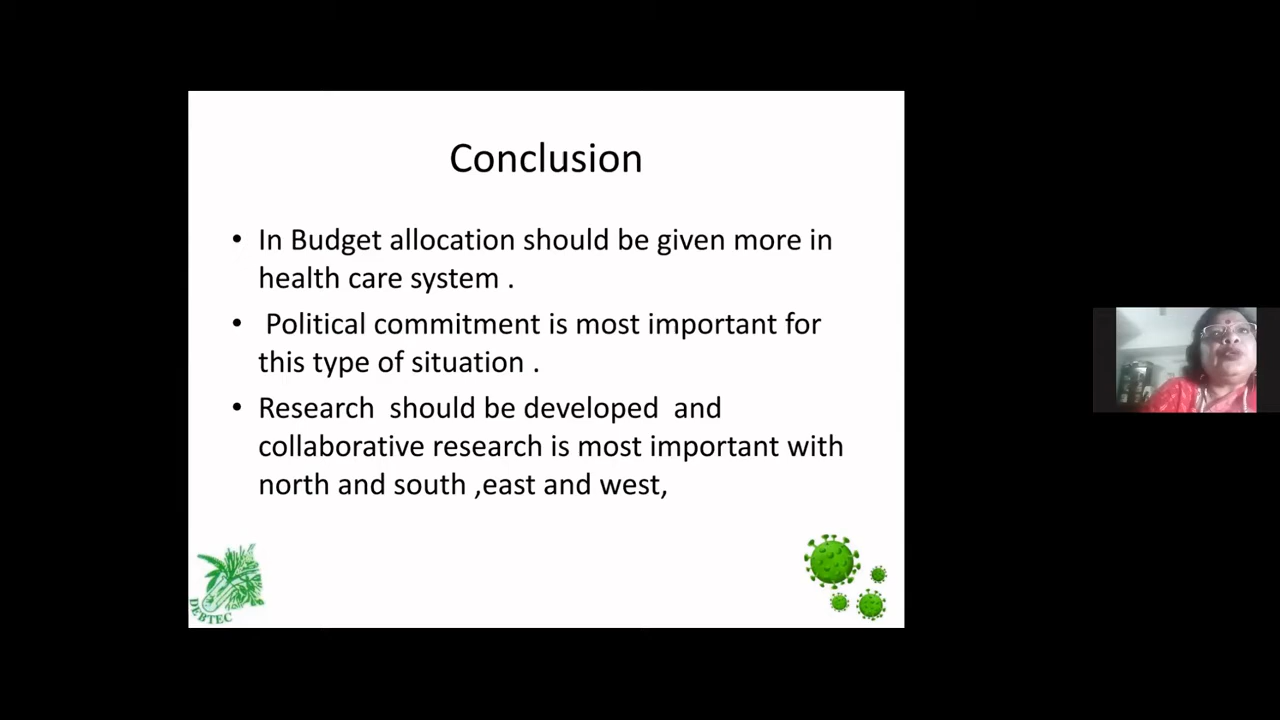 Conclusion
• In Budget allocation should be given more in
health care system .
• Political commitment is most important for
this type of situation .
• Research  should be developed  and
collaborative research is most important with
north and south ,east and west,
DEBTEC